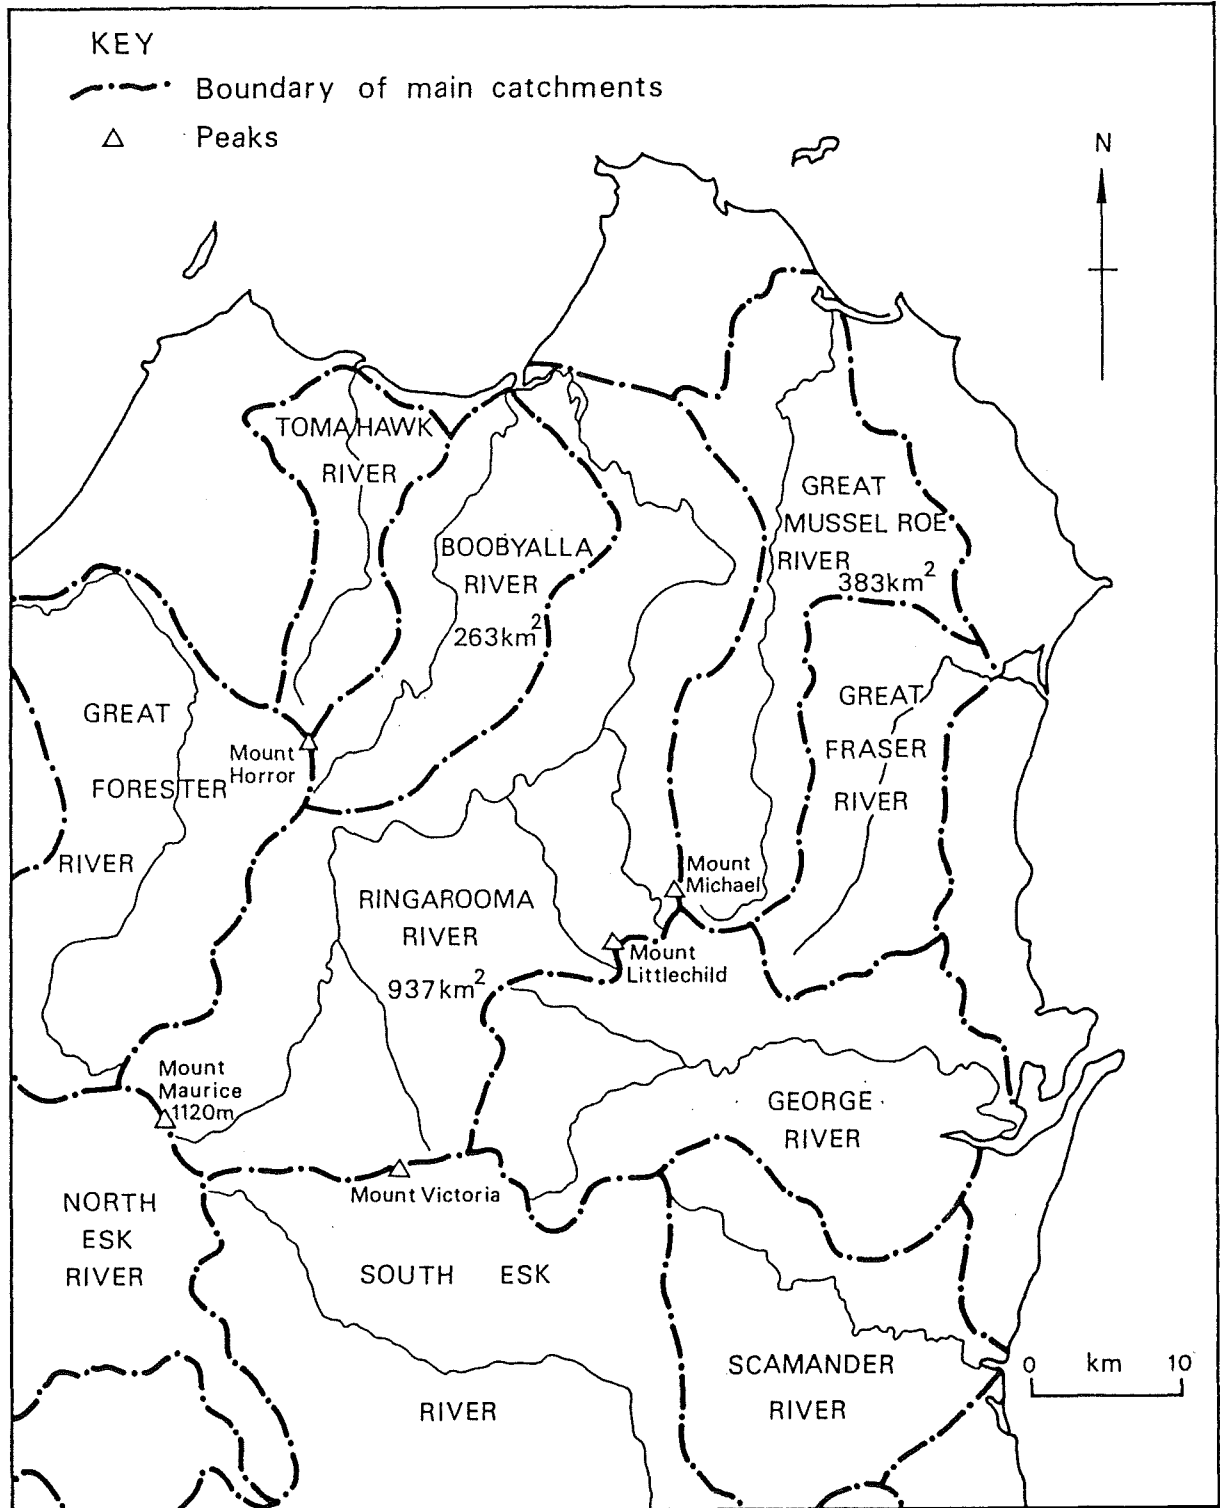 KEY
Boundary of main catchments
Peaks
N
TOMAHAWK
RIVER
GREAT
MUSSEL ROE
RIVER
383km²
BOOBYALLA
RIVER
263km²
GREAT
FORESTER
RIVER
Mount
Horror
GREAT
FRASER
RIVER
Mount
Michael
RINGAROOMA
RIVER
937km²
Mount
Littlechild
Mount
Maurice
1120m
GEORGE
RIVER
Mount Victoria
NORTH
ESK
RIVER
SOUTH ESK
RIVER
SCAMANDER
RIVER
0 km 10